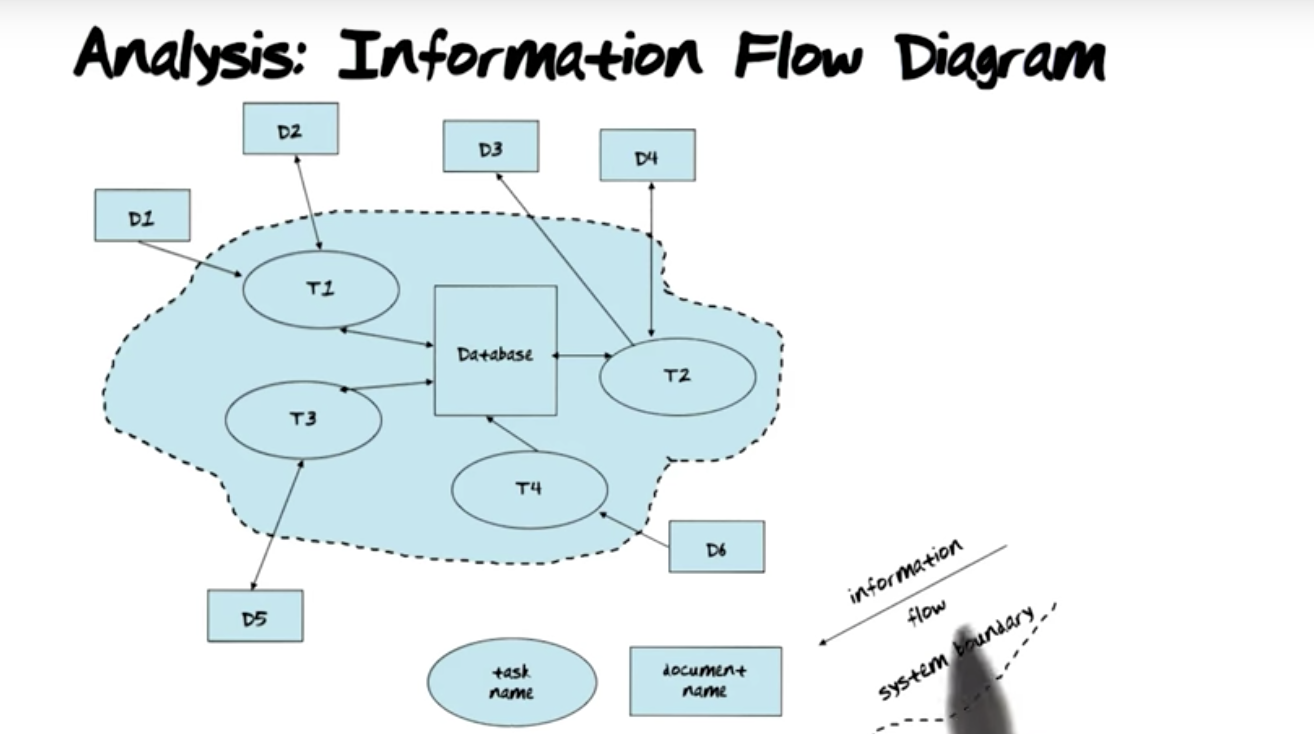 Analysis: Information Flow Diagram
D2
D3
D4
D1
T1
Database
T2
T3
T4
D6
D5
information
flow
system boundary
task
name
document
name